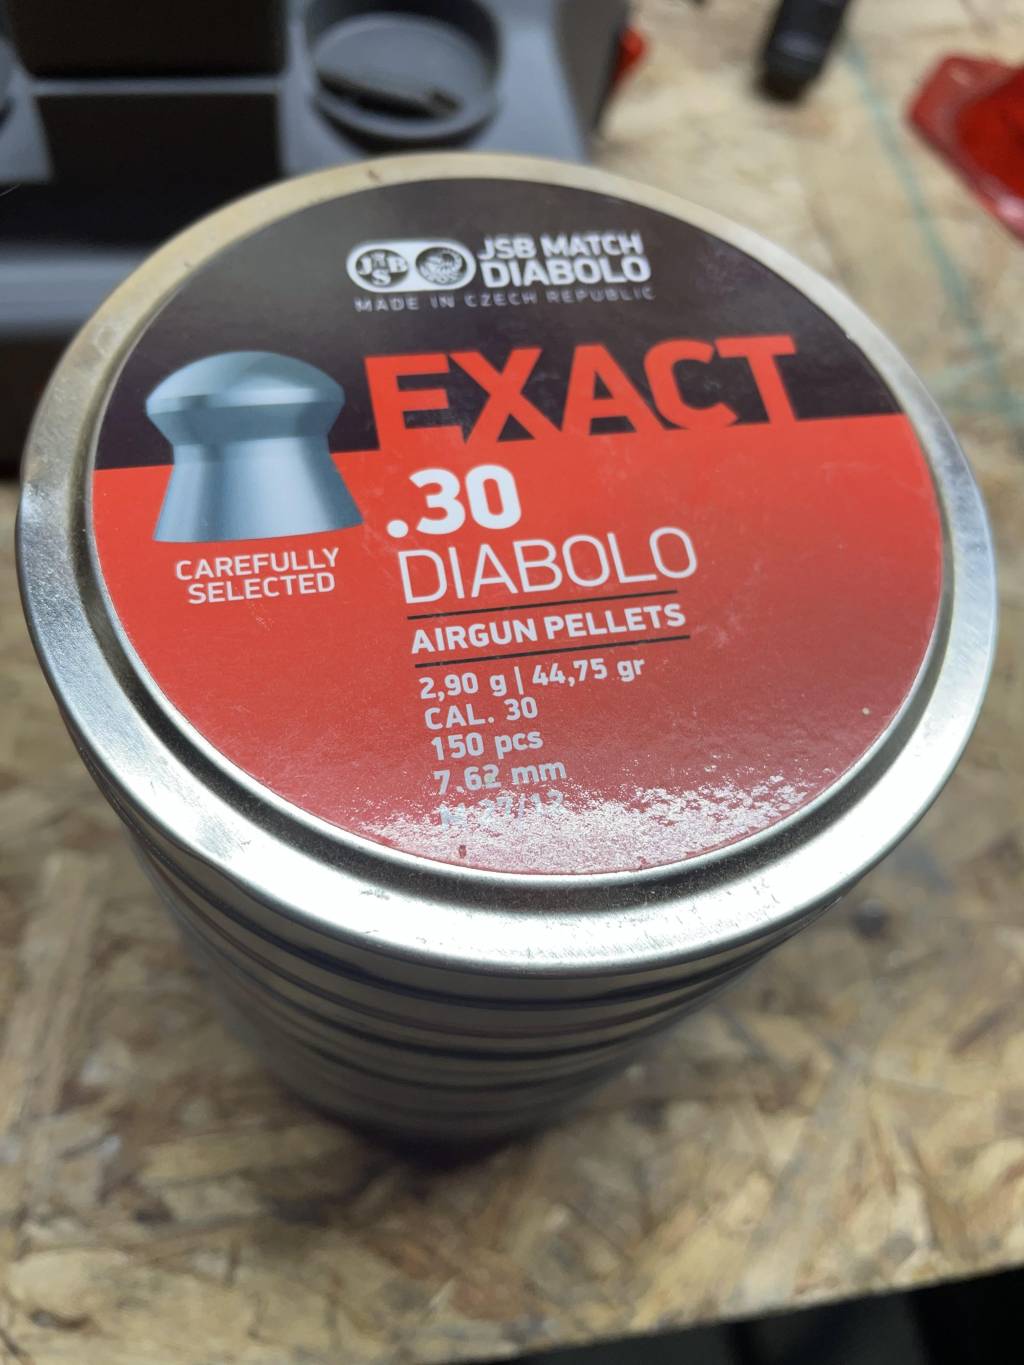 JSB
JSB MATCH
DIABOLO
MADE IN CZECH REPUBLIC
EXACT
.30
DIABOLO
CAREFULLY
SELECTED
AIRGUN PELLETS
2,90 g | 44,75 gr
CAL. 30
150 pcs
7.62 mm